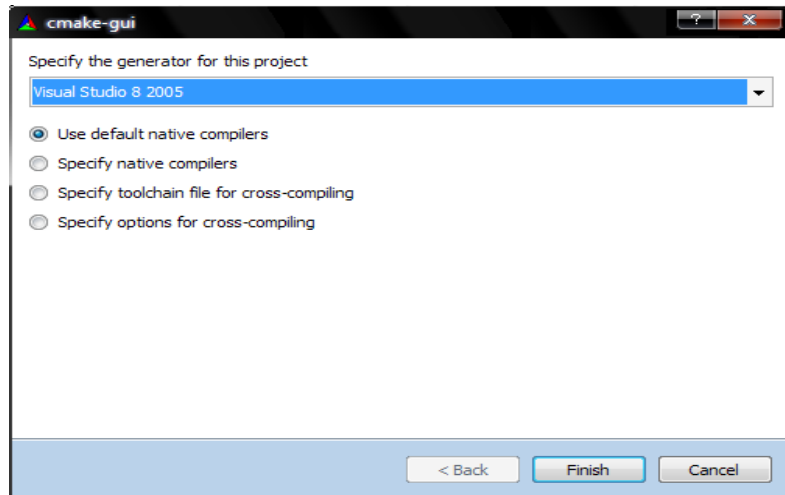 cmake-gui
?
x
Specify the generator for this project
Visual Studio 8 2005
Use default native compilers
Specify native compilers
Specify toolchain file for cross-compiling
Specify options for cross-compiling
< Back Finish Cancel